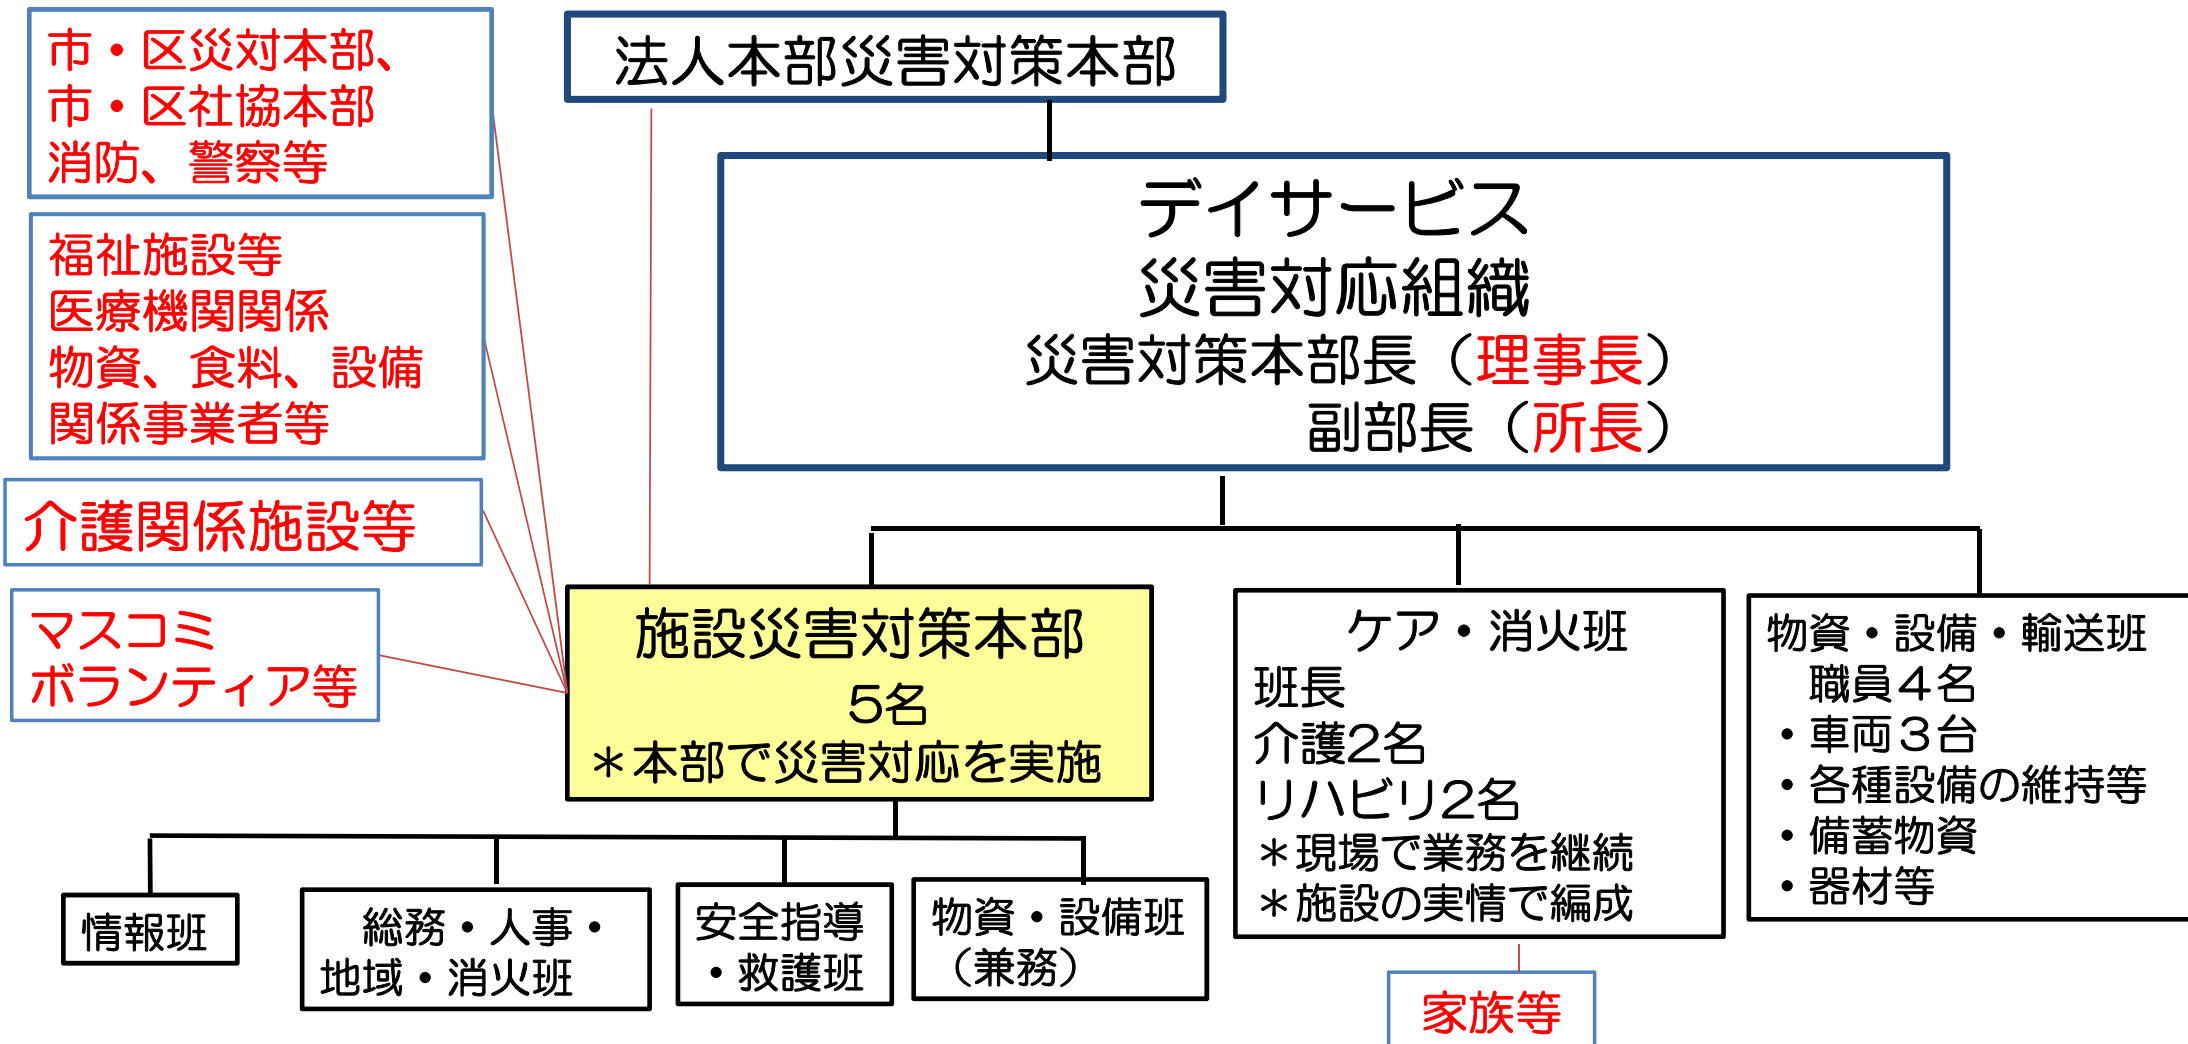 市・区災対本部、
市・区社協本部
消防、警察等
福祉施設等
医療機関関係
物資、食料、設備
関係事業者等
介護関係施設等
マスコミ
ボランティア等
法人本部災害対策本部
デイサービス
災害対応組織
災害対策本部長（理事長）
副部長（所長）
施設災害対策本部
５名
＊本部で災害対応を実施
ケア・消火班
班長
介護２名
リハビリ２名
＊現場で業務を継続
＊施設の実情で編成
物資・設備・輸送班
職員４名
・車両３台
・各種設備の維持等
・備蓄物資
・器材等
情報班
総務・人事・
地域・消火班
安全指導
・救護班
物資・設備班
（兼務）
家族等